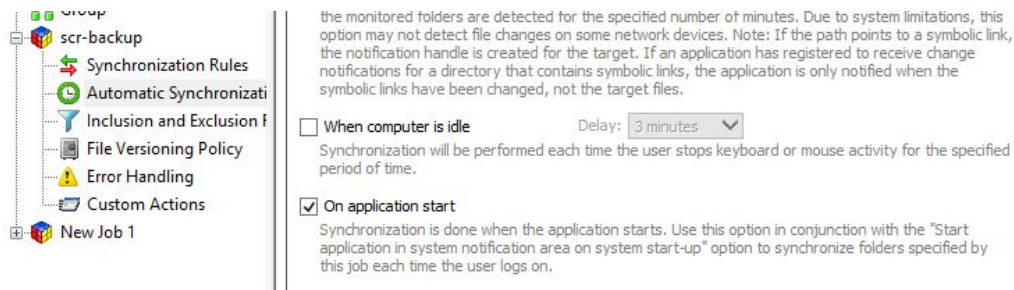 Group
scr-backup
Synchronization Rules
Automatic Synchronizati
Inclusion and Exclusion F
File Versioning Policy
Error Handling
Custom Actions
New Job 1
the monitored folders are detected for the specified number of minutes. Due to system limitations, this
option may not detect file changes on some network devices. Note: If the path points to a symbolic link,
the notification handle is created for the target. If an application has registered to receive change
notifications for a directory that contains symbolic links, the application is only notified when the
symbolic links have been changed, not the target files.
When computer is idle Delay: 3 minutes
Synchronization will be performed each time the user stops keyboard or mouse activity for the specified
period of time.
On application start
Synchronization is done when the application starts. Use this option in conjunction with the "Start
application in system notification area on system start-up" option to synchronize folders specified by
this job each time the user logs on.